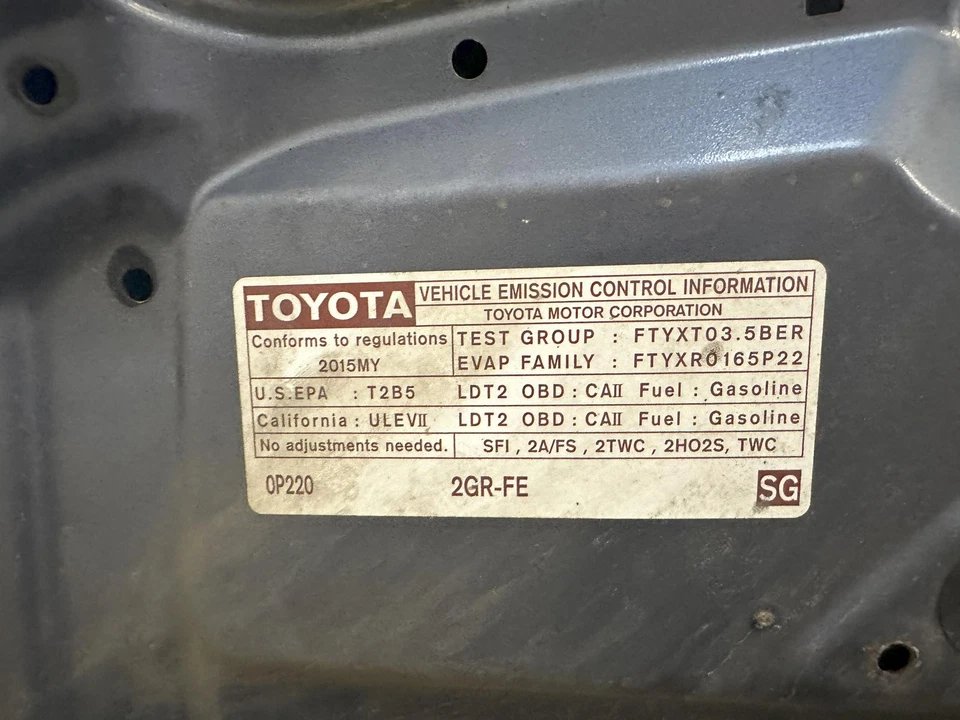 TOYOTA VEHICLE EMISSION CONTROL INFORMATION
TOYOTA MOTOR CORPORATION
Conforms to regulations
2015MY
TEST GROUP : FTYXT03.5BER
EVAP FAMILY : FTYXR0165P22
U.S.EPA : T2B5 LDT2 OBD : CAII Fuel : Gasoline
California : ULEVII LDT2 OBD : CAII Fuel : Gasoline
No adjustments needed. SFI , 2A/FS , 2TWC , 2HO2S, TWC
0P220 2GR-FE SG